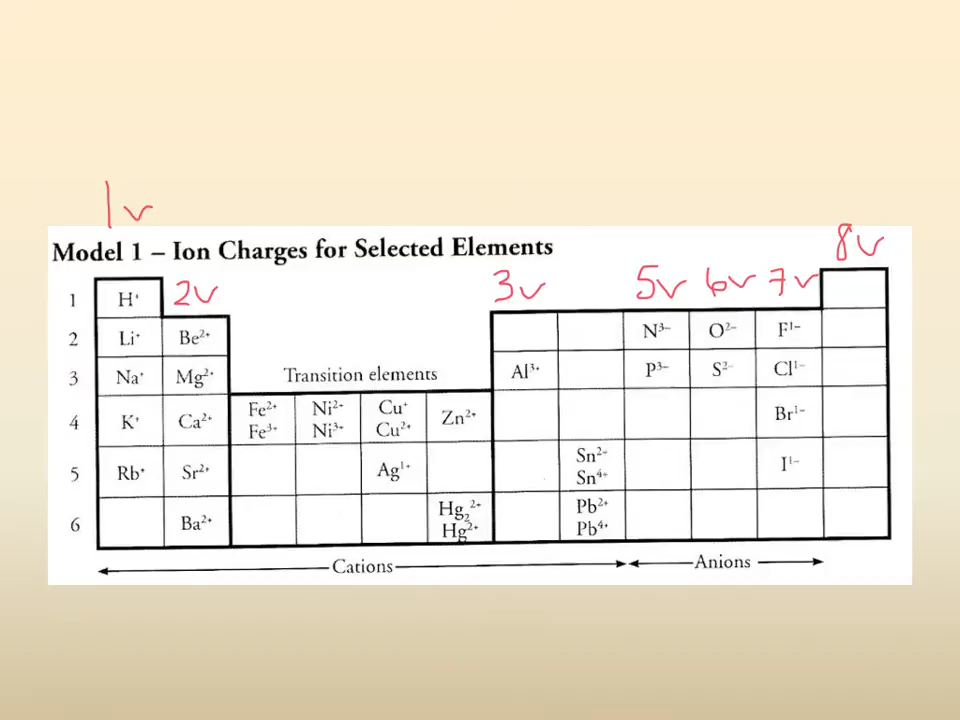 1v
Model 1 – Ion Charges for Selected Elements
8v
1 H⁺ 2v 3v 5v 6v 7v
2 Li⁺ Be²⁺ N³⁻ O²⁻ F¹⁻
3 Na⁺ Mg²⁺ Transition elements Al³⁺ P³⁻ S²⁻ Cl¹⁻
4 K⁺ Ca²⁺ Fe²⁺ Ni²⁻ Cu⁺ Zn²⁺ Br¹⁻
Fe³⁺ Ni³⁺ Cu²⁺
5 Rb⁺ Sr²⁺ Ag¹⁺ Sn²⁺ I¹⁻
Sn⁴⁺
6 Ba²⁺ Hg₂²⁺ Pb²⁺
Hg²⁺ Pb⁴⁺
Cations Anions